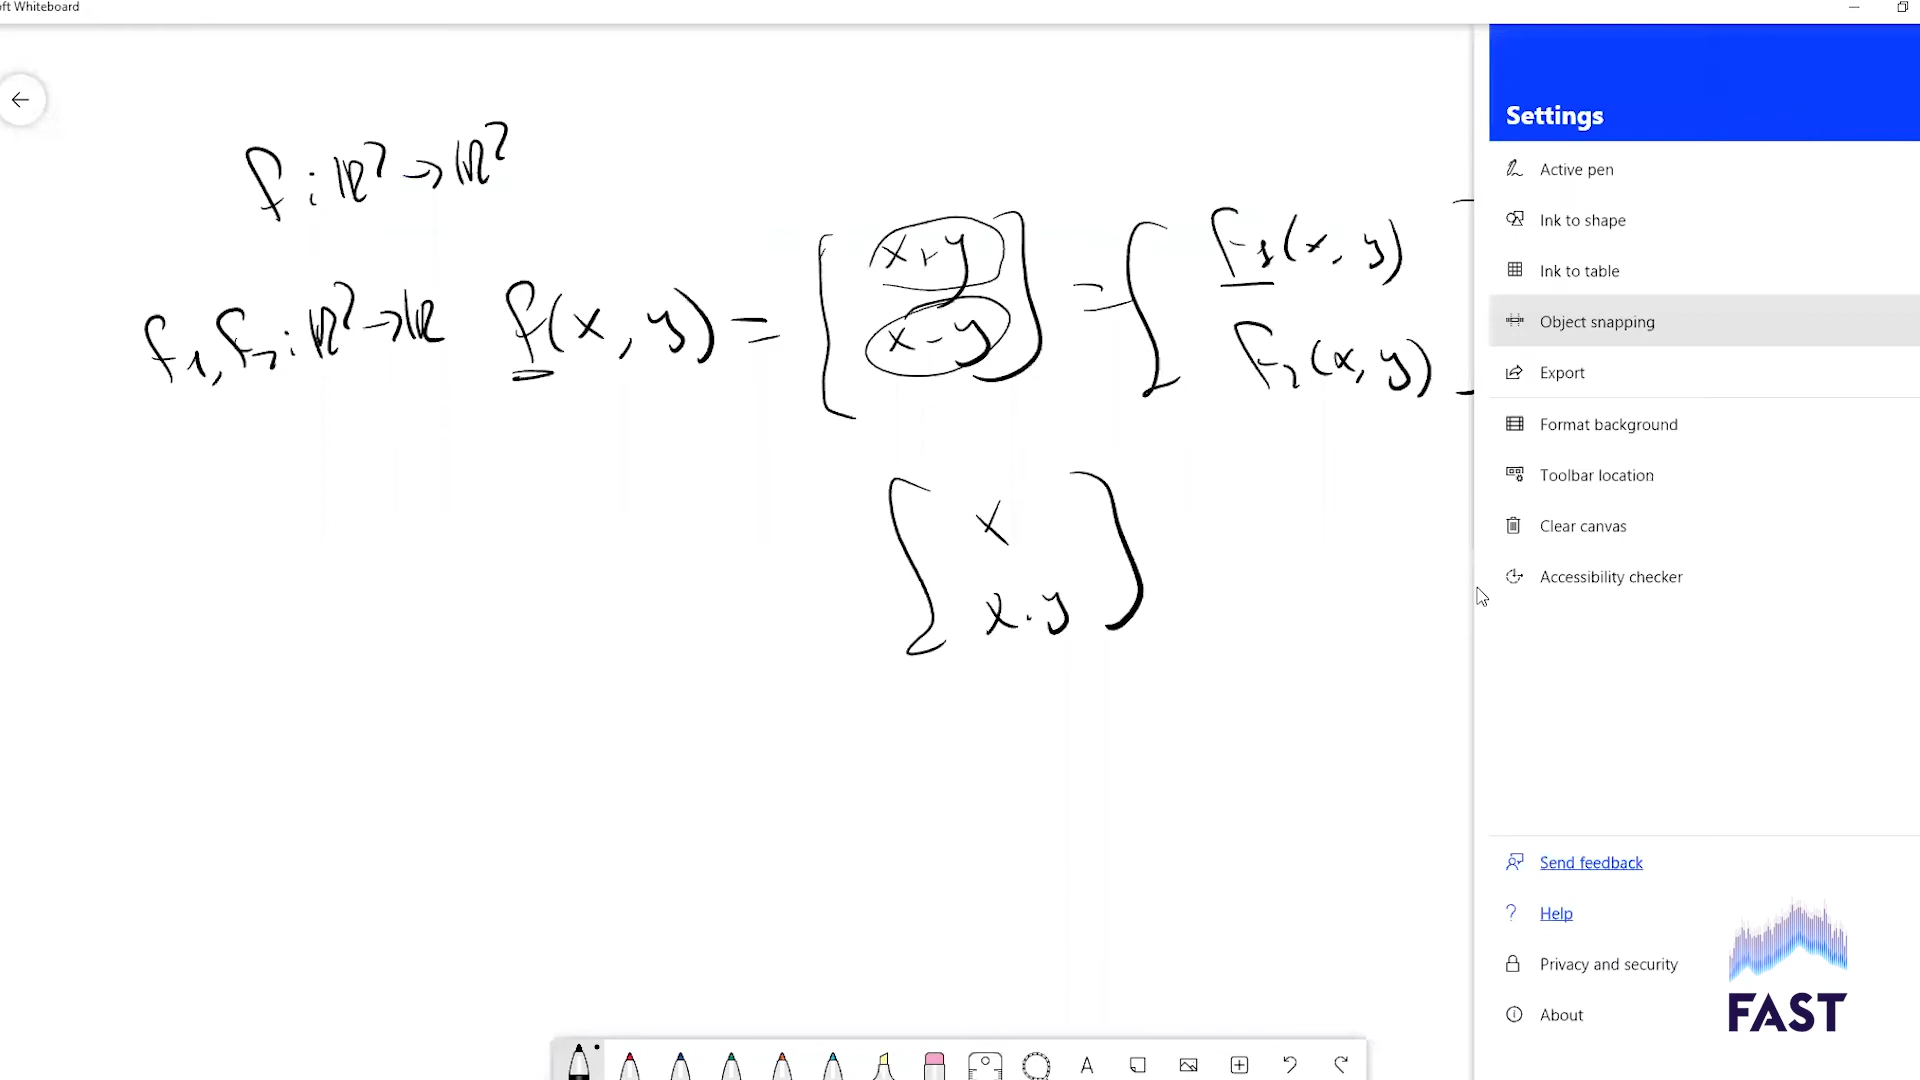 oft Whiteboard
f : ℝ² → ℝ²
f₁, f₂ : ℝ² → ℝ f(x, y) = [ x+y x-y ] = [ f₁(x, y) f₂(x, y) ]
[ x x·y ]
Settings
Active pen
Ink to shape
Ink to table
Object snapping
Export
Format background
Toolbar location
Clear canvas
Accessibility checker
Send feedback
Help
Privacy and security
About
FAST